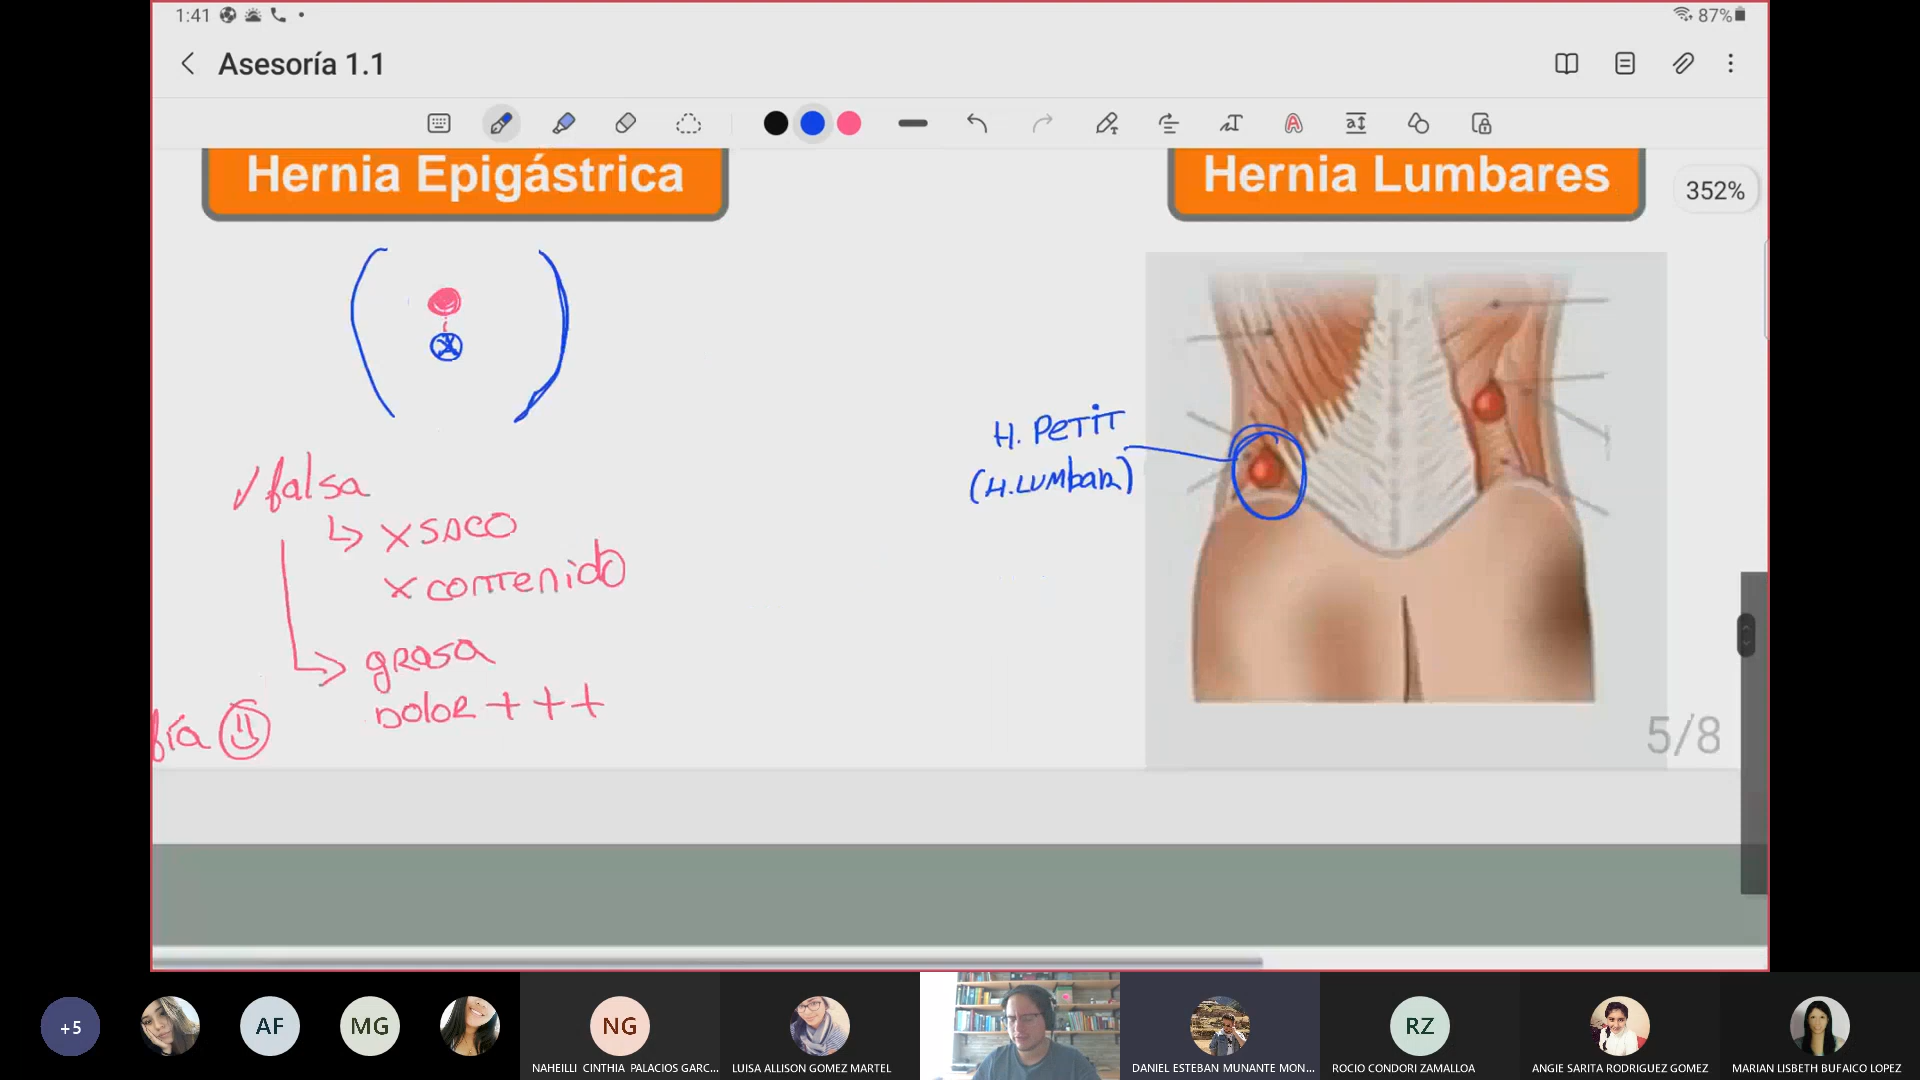 1:41
87%
Asesoría 1.1
Hernia Epigástrica
Hernia Lumbares
352%
H. PETIT
(H. LUMBAR)
✓ falsa
↳ X SACO
X contenido
→ grasa
DOLOR + + +
fía
5/8
+5
AF
MG
NG
NAHEILLI CINTHIA PALACIOS GARC...
LUISA ALLISON GOMEZ MARTEL
DANIEL ESTEBAN MUNANTE MON...
RZ
ROCIO CONDORI ZAMALLOA
ANGIE SARITA RODRIGUEZ GOMEZ
MARIAN LISBETH BUFAICO LOPEZ